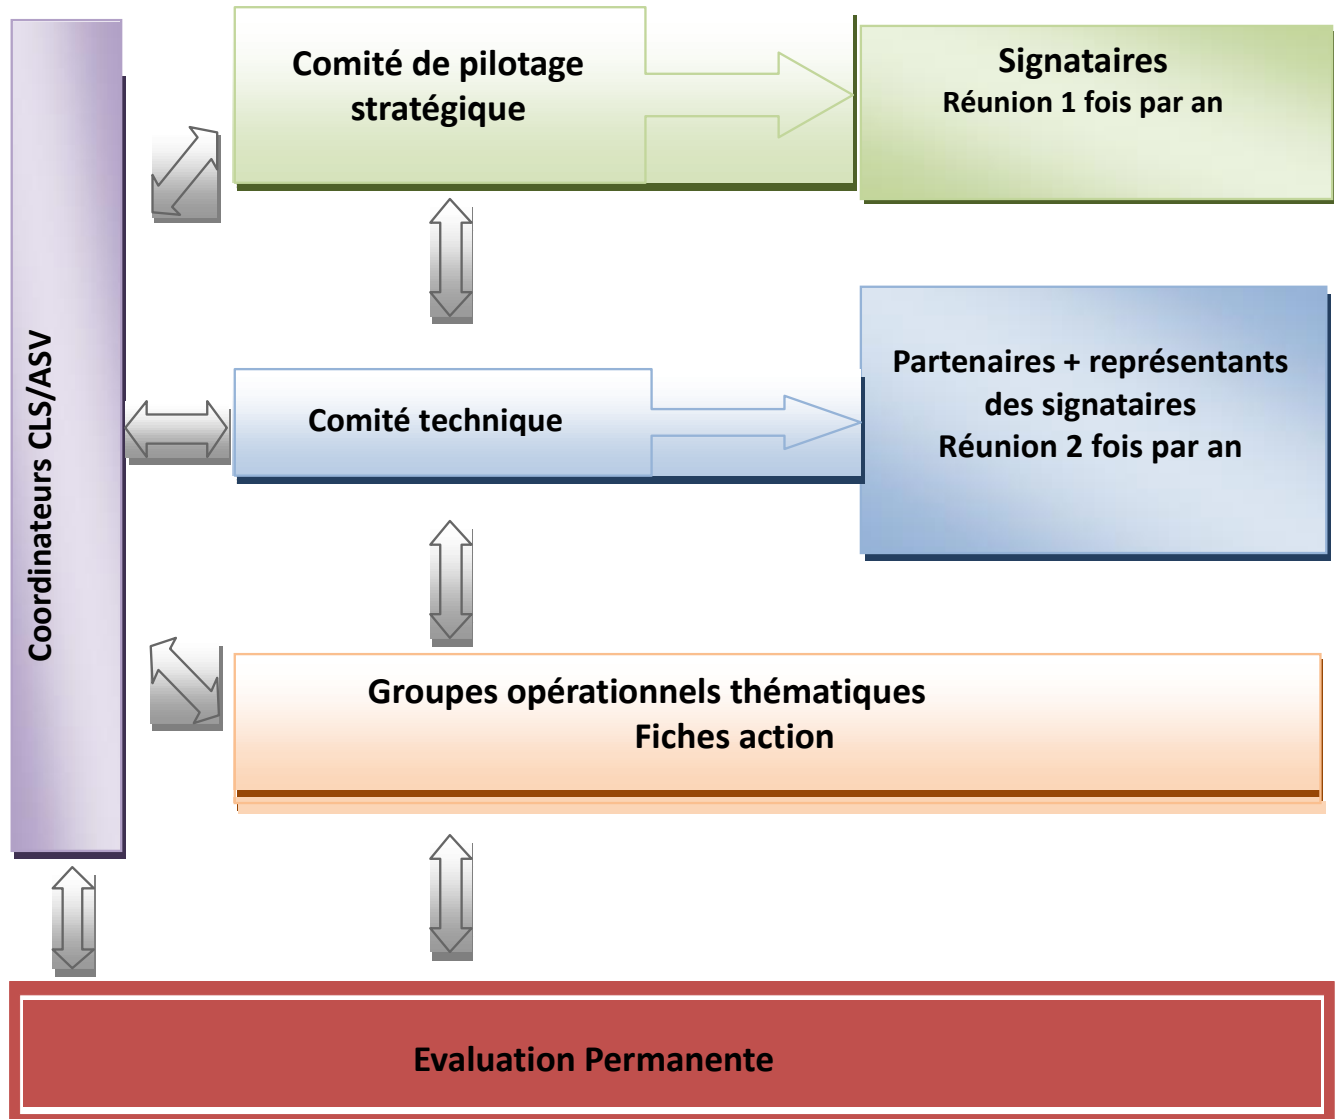 Comité de pilotage
stratégique
Signataires
Réunion 1 fois par an
Coordinateurs CLS/ASV
Comité technique
Partenaires + représentants
des signataires
Réunion 2 fois par an
Groupes opérationnels thématiques
Fiches action
Evaluation Permanente